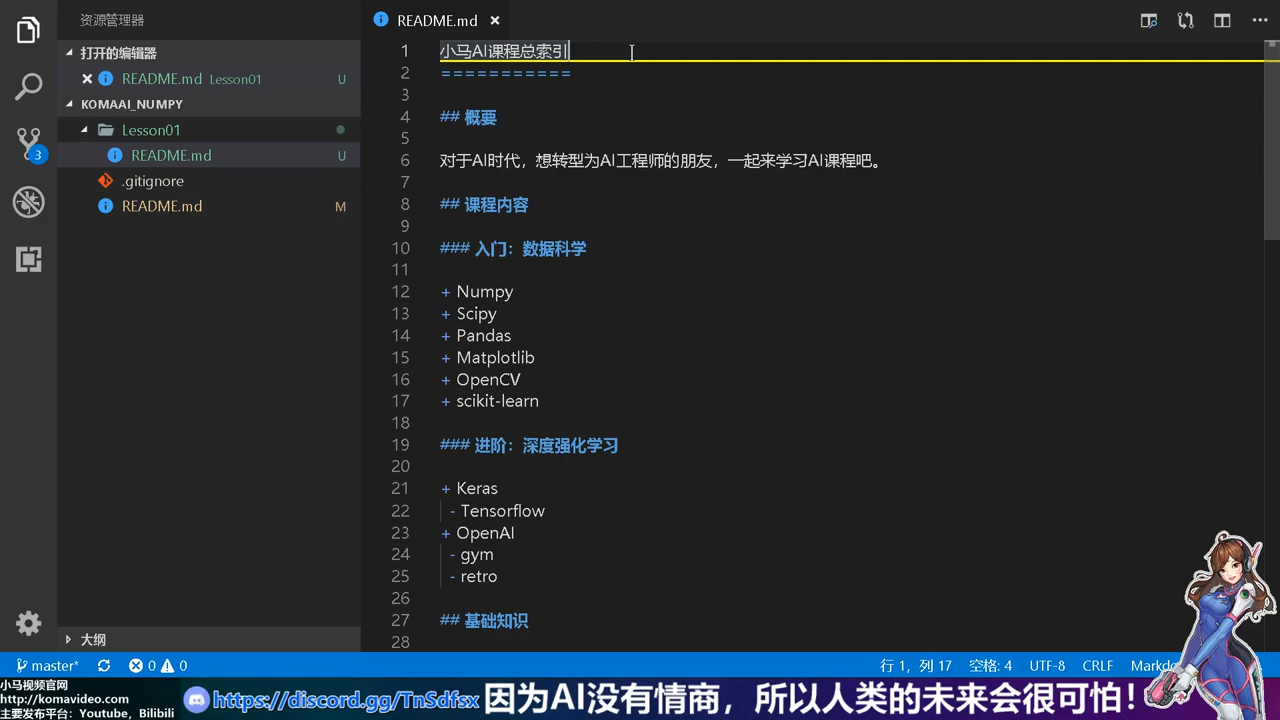 资源管理器
打开的编辑器
README.md Lesson01 U
KOMAAI_NUMPY
Lesson01
README.md U
.gitignore
README.md M
大纲
3
README.md
1 小马AI课程总索引
2 ===========
3
4 ## 概要
5
6 对于AI时代，想转型为AI工程师的朋友，一起来学习AI课程吧。
7
8 ## 课程内容
9
10 ### 入门：数据科学
11
12 + Numpy
13 + Scipy
14 + Pandas
15 + Matplotlib
16 + OpenCV
17 + scikit-learn
18
19 ### 进阶：深度强化学习
20
21 + Keras
22 - Tensorflow
23 + OpenAI
24 - gym
25 - retro
26
27 ## 基础知识
28
master* 0 0 行 1，列 17 空格: 4 UTF-8 CRLF Markdo
小马视频官网
http://komavideo.com
主要发布平台：Youtube，Bilibili
https://discord.gg/TnSdfsx
因为AI没有情商，所以人类的未来会很可怕！